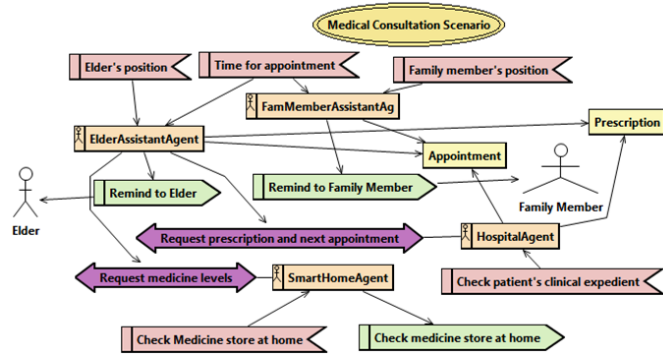 Medical Consultation Scenario
Elder's position
Time for appointment
Family member's position
FamMemberAssistantAg
Prescription
ElderAssistantAgent
Appointment
Remind to Elder
Remind to Family Member
Elder
Family Member
Request prescription and next appointment
HospitalAgent
Request medicine levels
SmartHomeAgent
Check patient's clinical expedient
Check Medicine store at home
Check medicine store at home